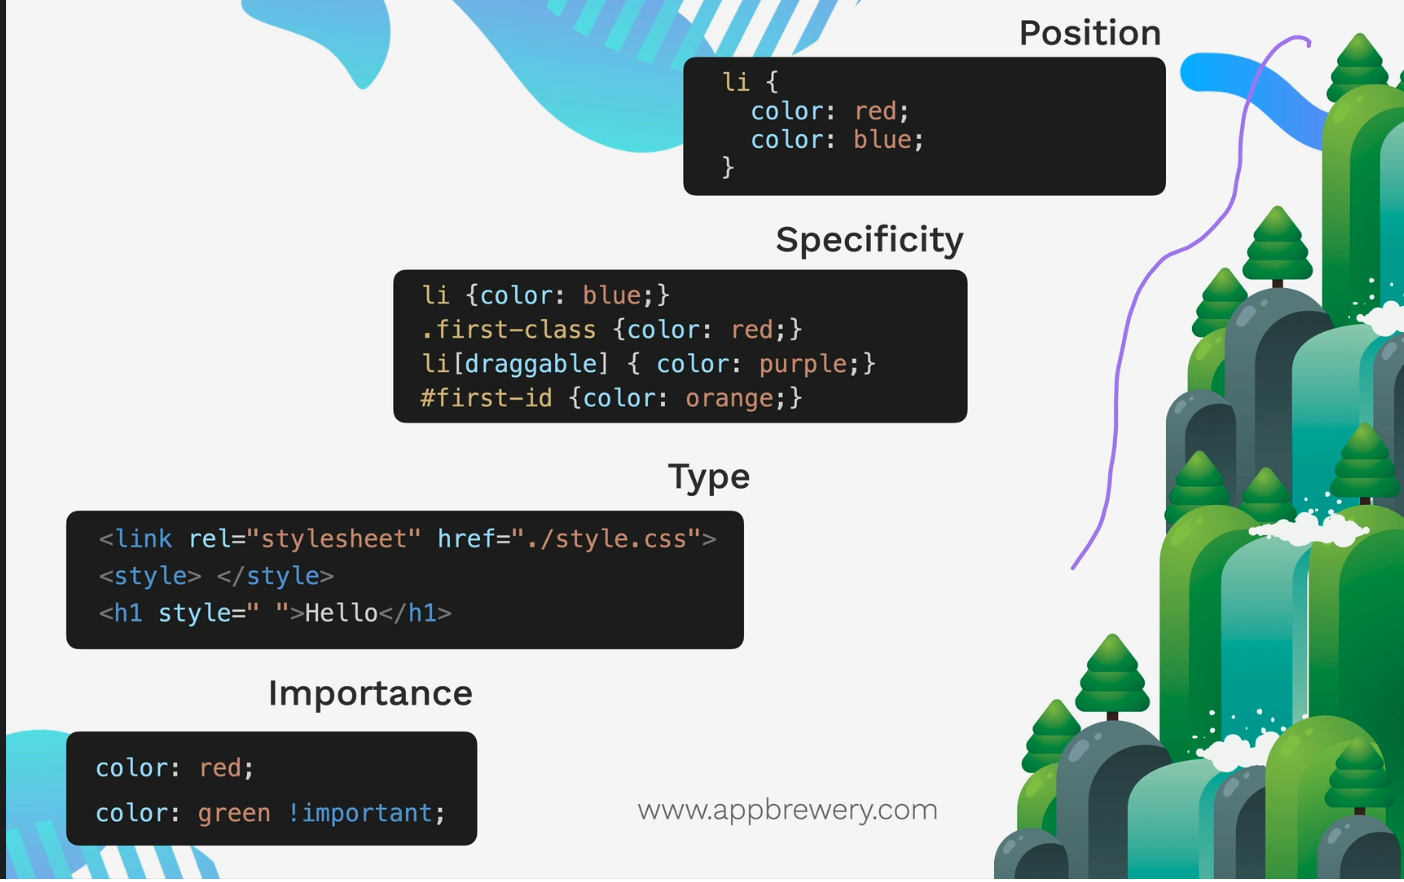 Position
li {
  color: red;
  color: blue;
}
Specificity
li {color: blue;}
.first-class {color: red;}
li[draggable] { color: purple;}
#first-id {color: orange;}
Type
<link rel="stylesheet" href="./style.css">
<style> </style>
<h1 style=" ">Hello</h1>
Importance
color: red;
color: green !important;
www.appbrewery.com